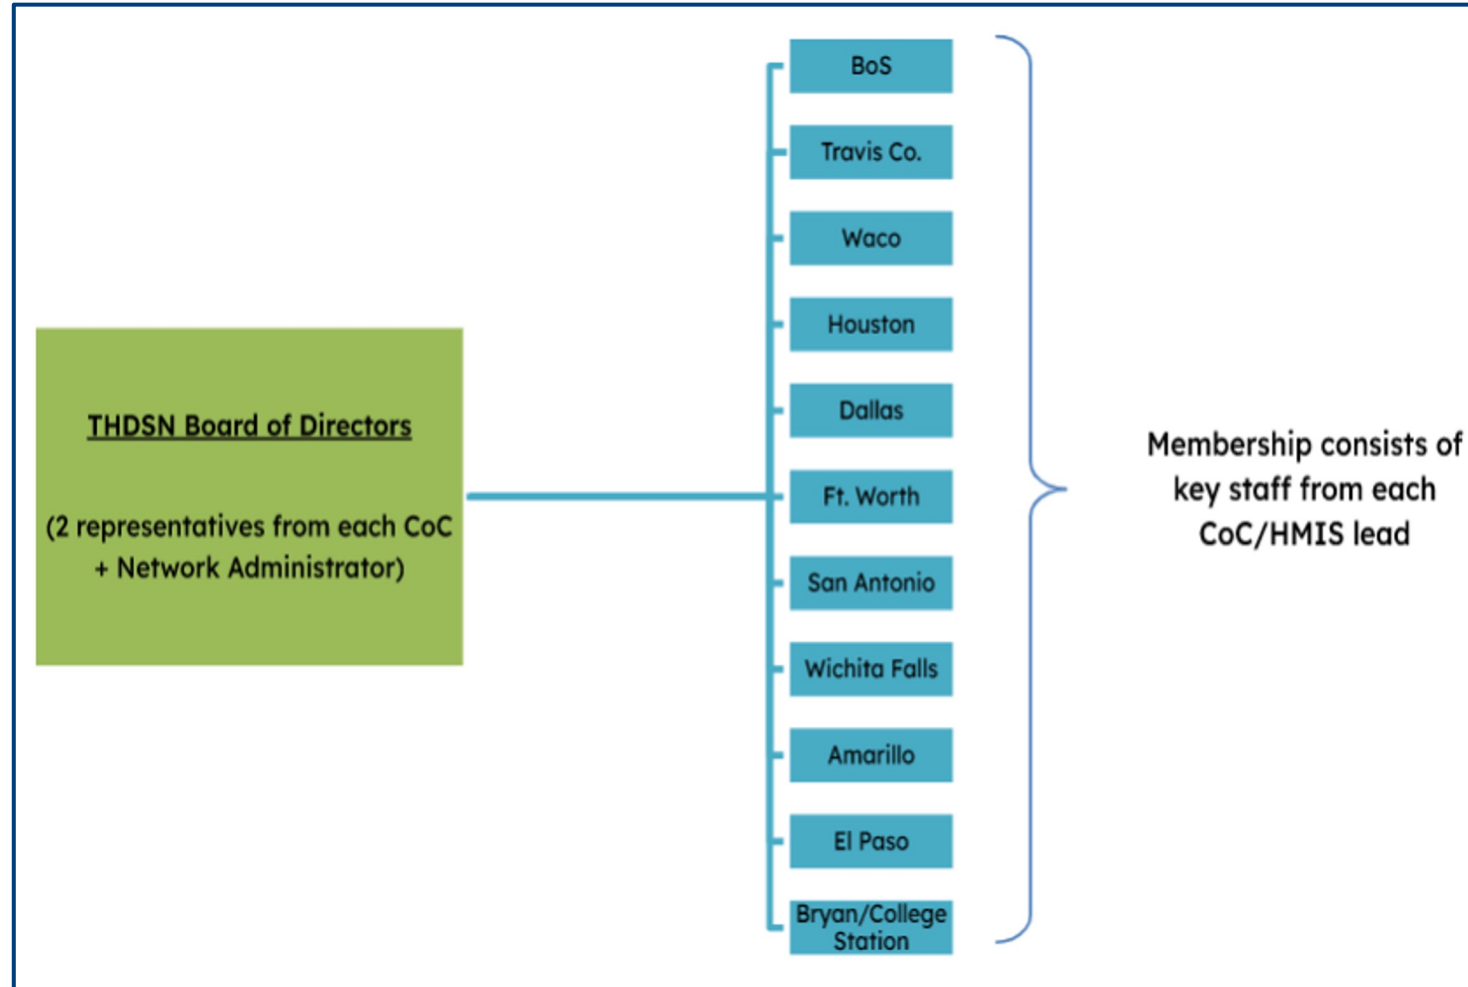 THDSN Board of Directors
(2 representatives from each CoC
+ Network Administrator)
BoS
Travis Co.
Waco
Houston
Dallas
Ft. Worth
San Antonio
Wichita Falls
Amarillo
El Paso
Bryan/College
Station
Membership consists of
key staff from each
CoC/HMIS lead